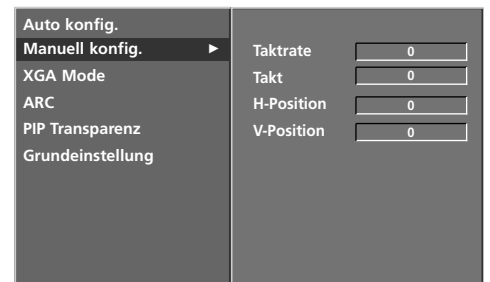 Auto konfig.
Manuell konfig. ►
XGA Mode
ARC
PIP Transparenz
Grundeinstellung
Taktrate 0
Takt 0
H-Position 0
V-Position 0